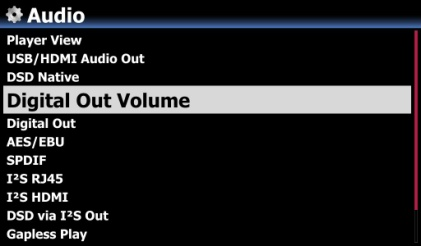 Audio
Player View
USB/HDMI Audio Out
DSD Native
Digital Out Volume
Digital Out
AES/EBU
SPDIF
I²S RJ45
I²S HDMI
DSD via I²S Out
Gapless Play